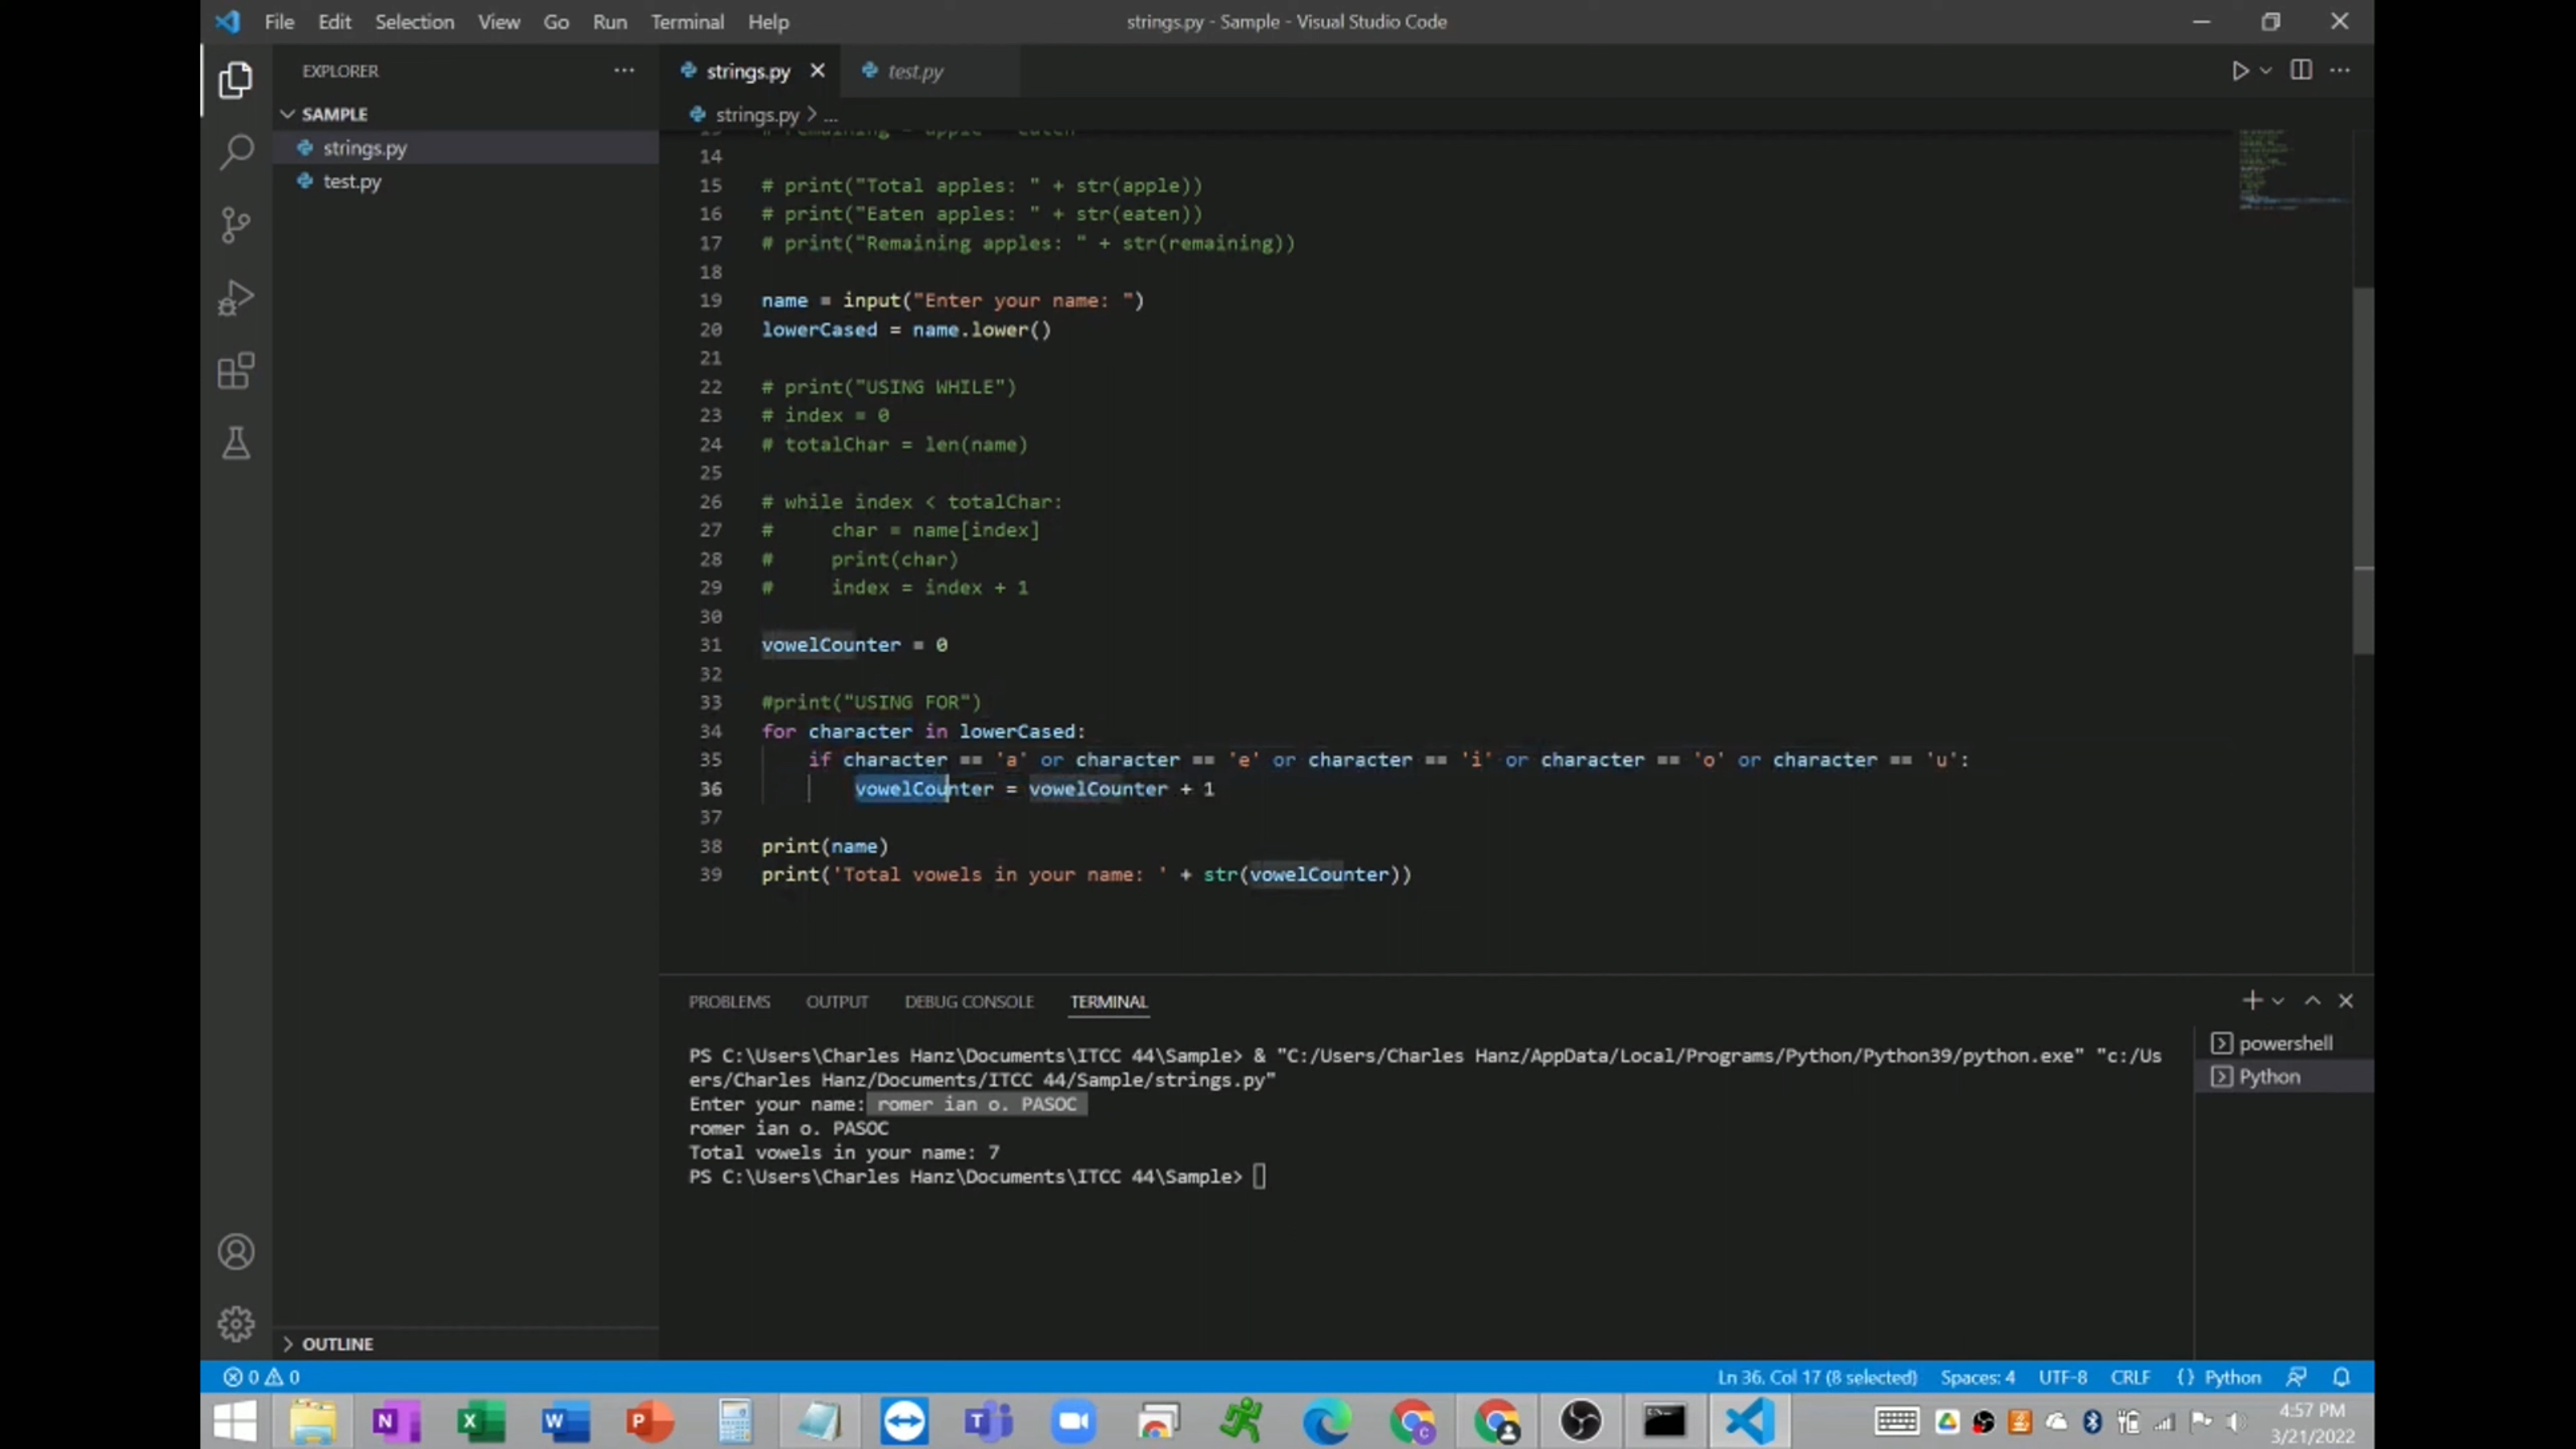 File Edit Selection View Go Run Terminal Help
strings.py - Sample - Visual Studio Code
EXPLORER
SAMPLE
strings.py
test.py
OUTLINE
strings.py test.py
strings.py > ...
13 # remaining = apple - eaten
14
15 # print("Total apples: " + str(apple))
16 # print("Eaten apples: " + str(eaten))
17 # print("Remaining apples: " + str(remaining))
18
19 name = input("Enter your name: ")
20 lowerCased = name.lower()
21
22 # print("USING WHILE")
23 # index = 0
24 # totalChar = len(name)
25
26 # while index < totalChar:
27 #     char = name[index]
28 #     print(char)
29 #     index = index + 1
30
31 vowelCounter = 0
32
33 #print("USING FOR")
34 for character in lowerCased:
35     if character == 'a' or character == 'e' or character == 'i' or character == 'o' or character == 'u':
36         vowelCounter = vowelCounter + 1
37
38 print(name)
39 print('Total vowels in your name: ' + str(vowelCounter))
PROBLEMS OUTPUT DEBUG CONSOLE TERMINAL
PS C:\Users\Charles Hanz\Documents\ITCC 44\Sample> & "C:/Users/Charles Hanz/AppData/Local/Programs/Python/Python39/python.exe" "c:/Us
ers/Charles Hanz/Documents/ITCC 44/Sample/strings.py"
Enter your name: romer ian o. PASOC
romer ian o. PASOC
Total vowels in your name: 7
PS C:\Users\Charles Hanz\Documents\ITCC 44\Sample>
powershell
Python
0 0
Ln 36, Col 17 (8 selected) Spaces: 4 UTF-8 CRLF {} Python
4:57 PM
3/21/2022